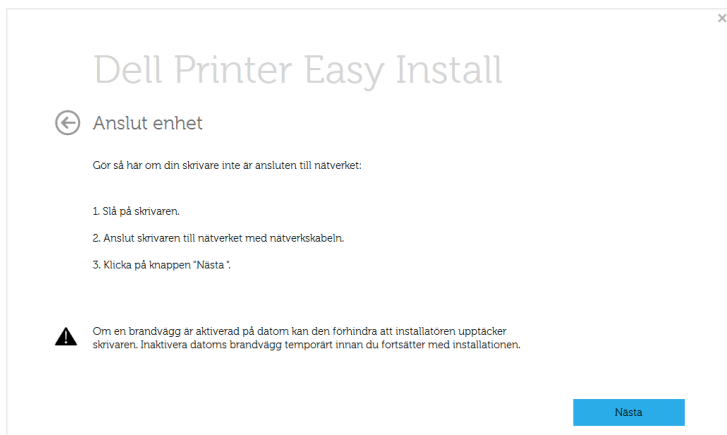 Dell Printer Easy Install
Anslut enhet
Gör så här om din skrivare inte är ansluten till nätverket:
1. Slå på skrivaren.
2. Anslut skrivaren till nätverket med nätverkskabeln.
3. Klicka på knappen "Nästa ".
Om en brandvägg är aktiverad på datorn kan den förhindra att installatören upptäcker
skrivaren. Inaktivera datorns brandvägg temporärt innan du fortsätter med installationen.
Nästa